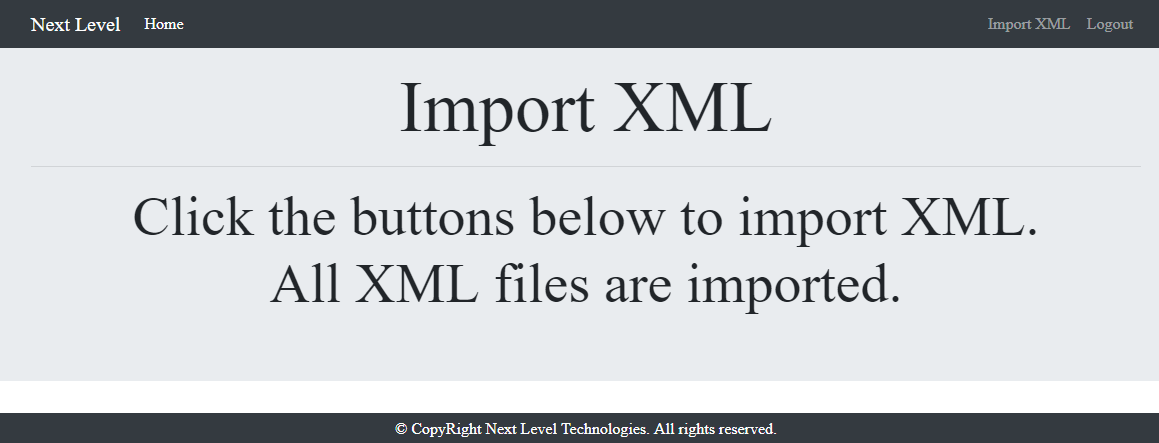 Next Level Home Import XML Logout
Import XML
Click the buttons below to import XML.
All XML files are imported.
© CopyRight Next Level Technologies. All rights reserved.